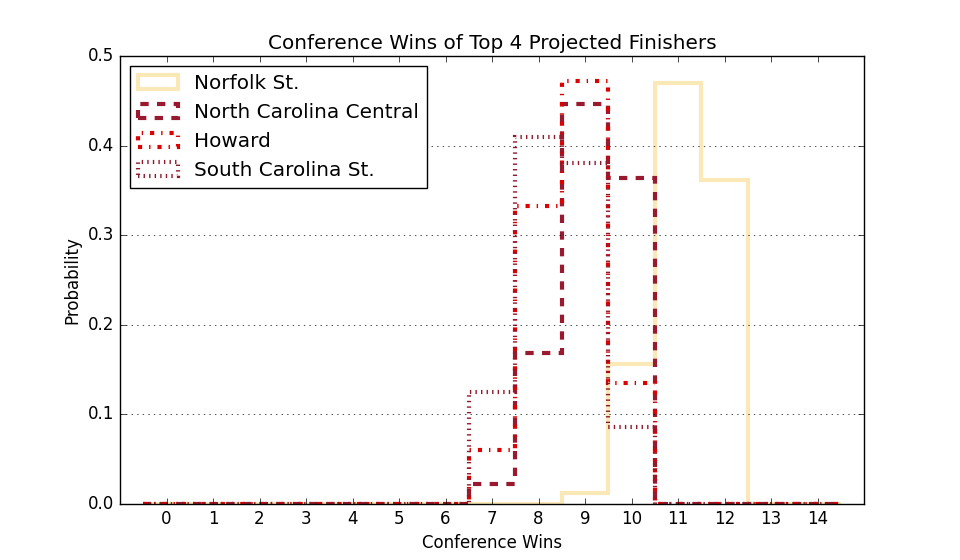 Conference Wins of Top 4 Projected Finishers
0.5
Norfolk St.
North Carolina Central
Howard
South Carolina St.
0.4
0.3
0.2
0.1
0.0
Probability
0 1 2 3 4 5 6 7 8 9 10 11 12 13 14
Conference Wins